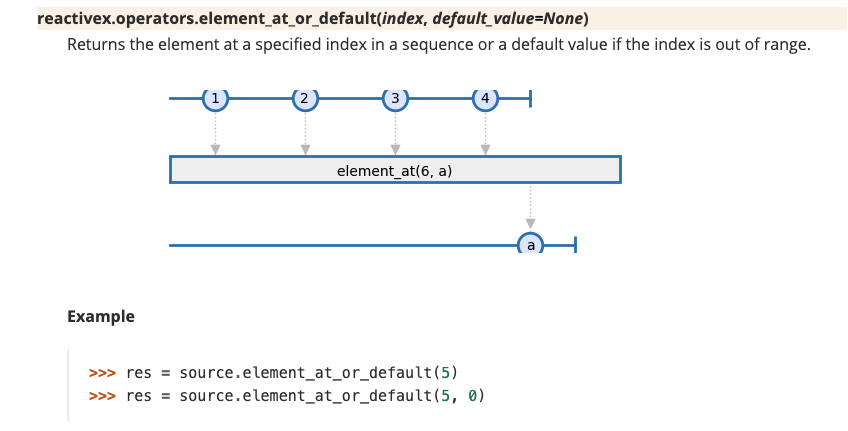 reactivex.operators.element_at_or_default(index, default_value=None)
Returns the element at a specified index in a sequence or a default value if the index is out of range.
1 2 3 4
element_at(6, a)
a
Example
>>> res = source.element_at_or_default(5)
>>> res = source.element_at_or_default(5, 0)